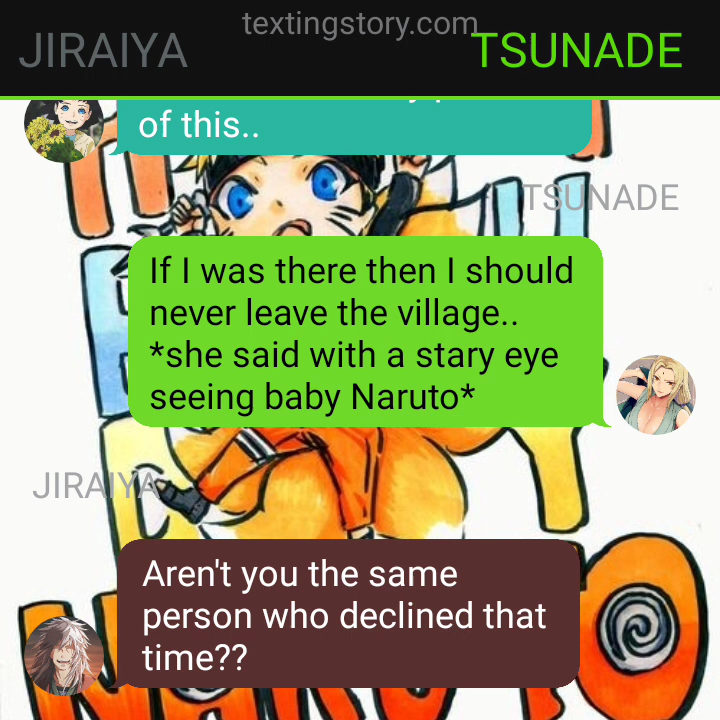 textingstory.com
JIRAIYA
TSUNADE
of this..
TSUNADE
If I was there then I should
never leave the village..
*she said with a stary eye
seeing baby Naruto*
JIRAIYA
Aren't you the same
person who declined that
time??